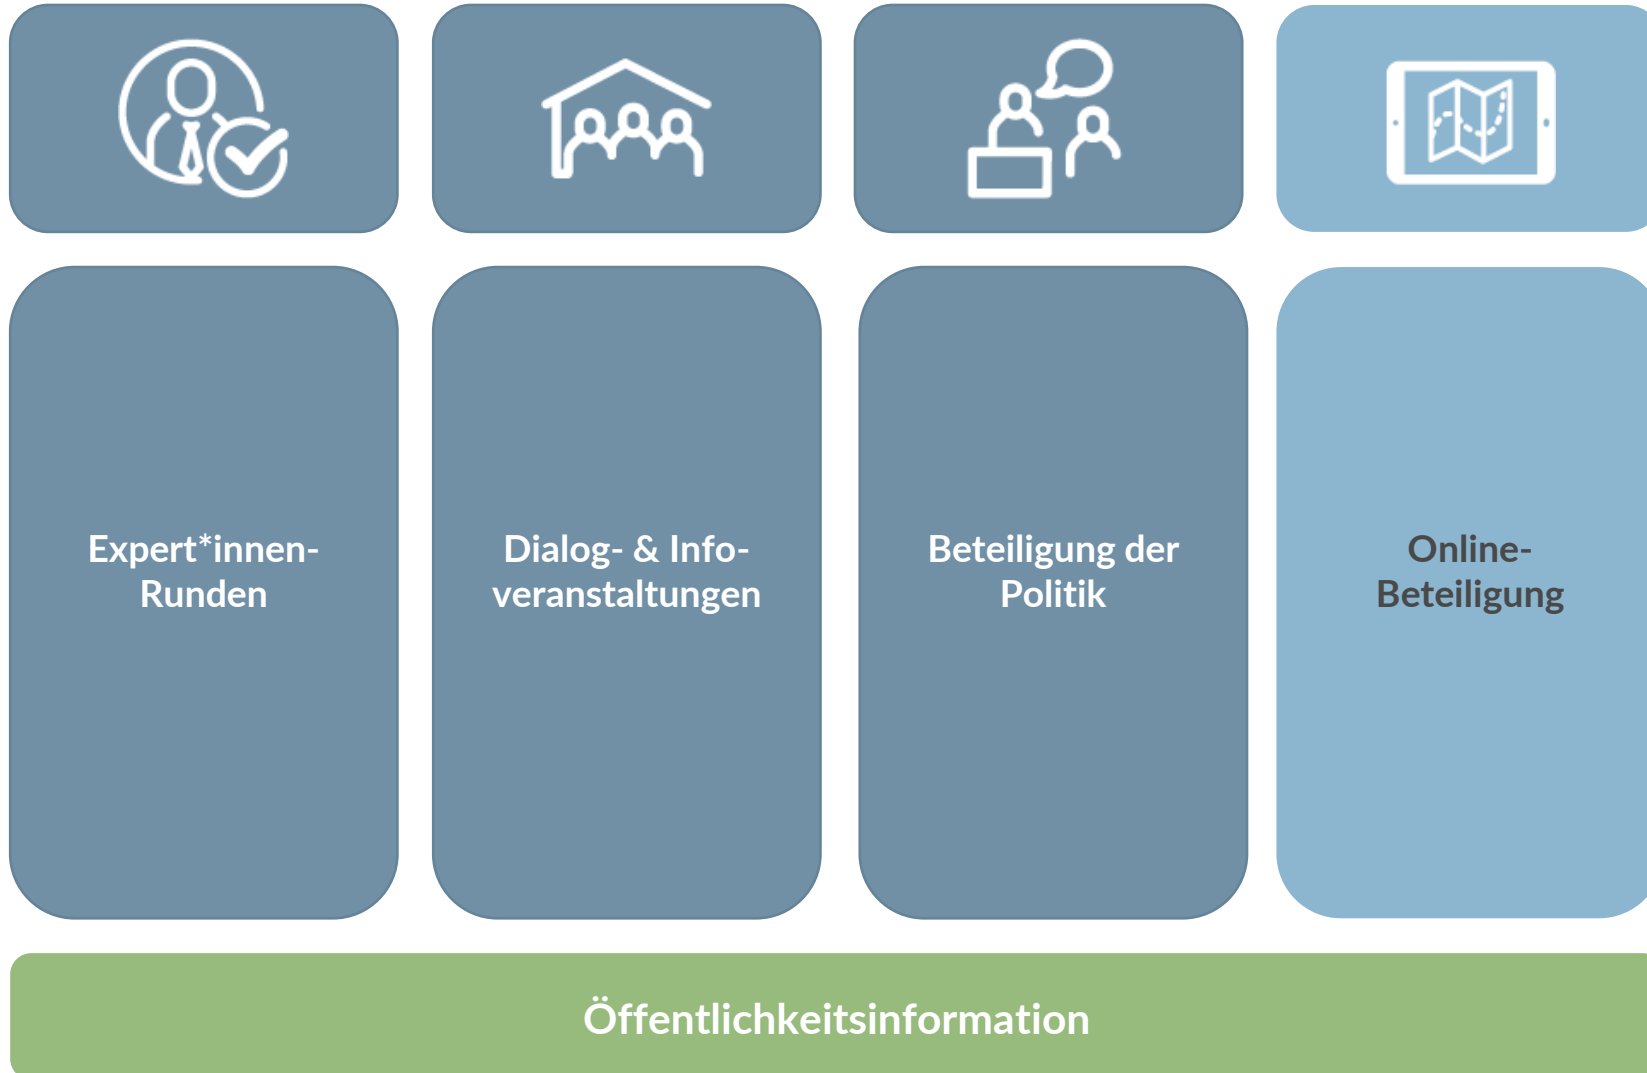 Expert*innen-
Runden
Dialog- & Info-
veranstaltungen
Beteiligung der
Politik
Online-
Beteiligung
Öffentlichkeitsinformation